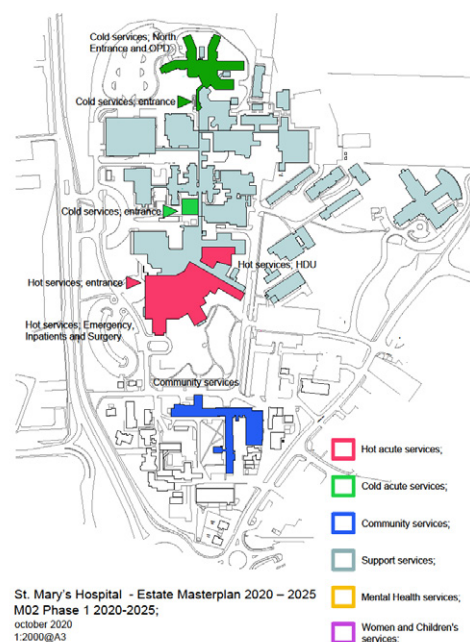 Cold services; North
Entrance and OPD
Cold services; entrance
Cold services; entrance
Hot services; HDU
Hot services; entrance
Hot services; Emergency,
Inpatients and Surgery
Community services
Hot acute services;
Cold acute services;
Community services;
Support services;
Mental Health services;
Women and Children's
services;
St. Mary's Hospital - Estate Masterplan 2020 – 2025
M02 Phase 1 2020-2025;
october 2020
1:2000@A3